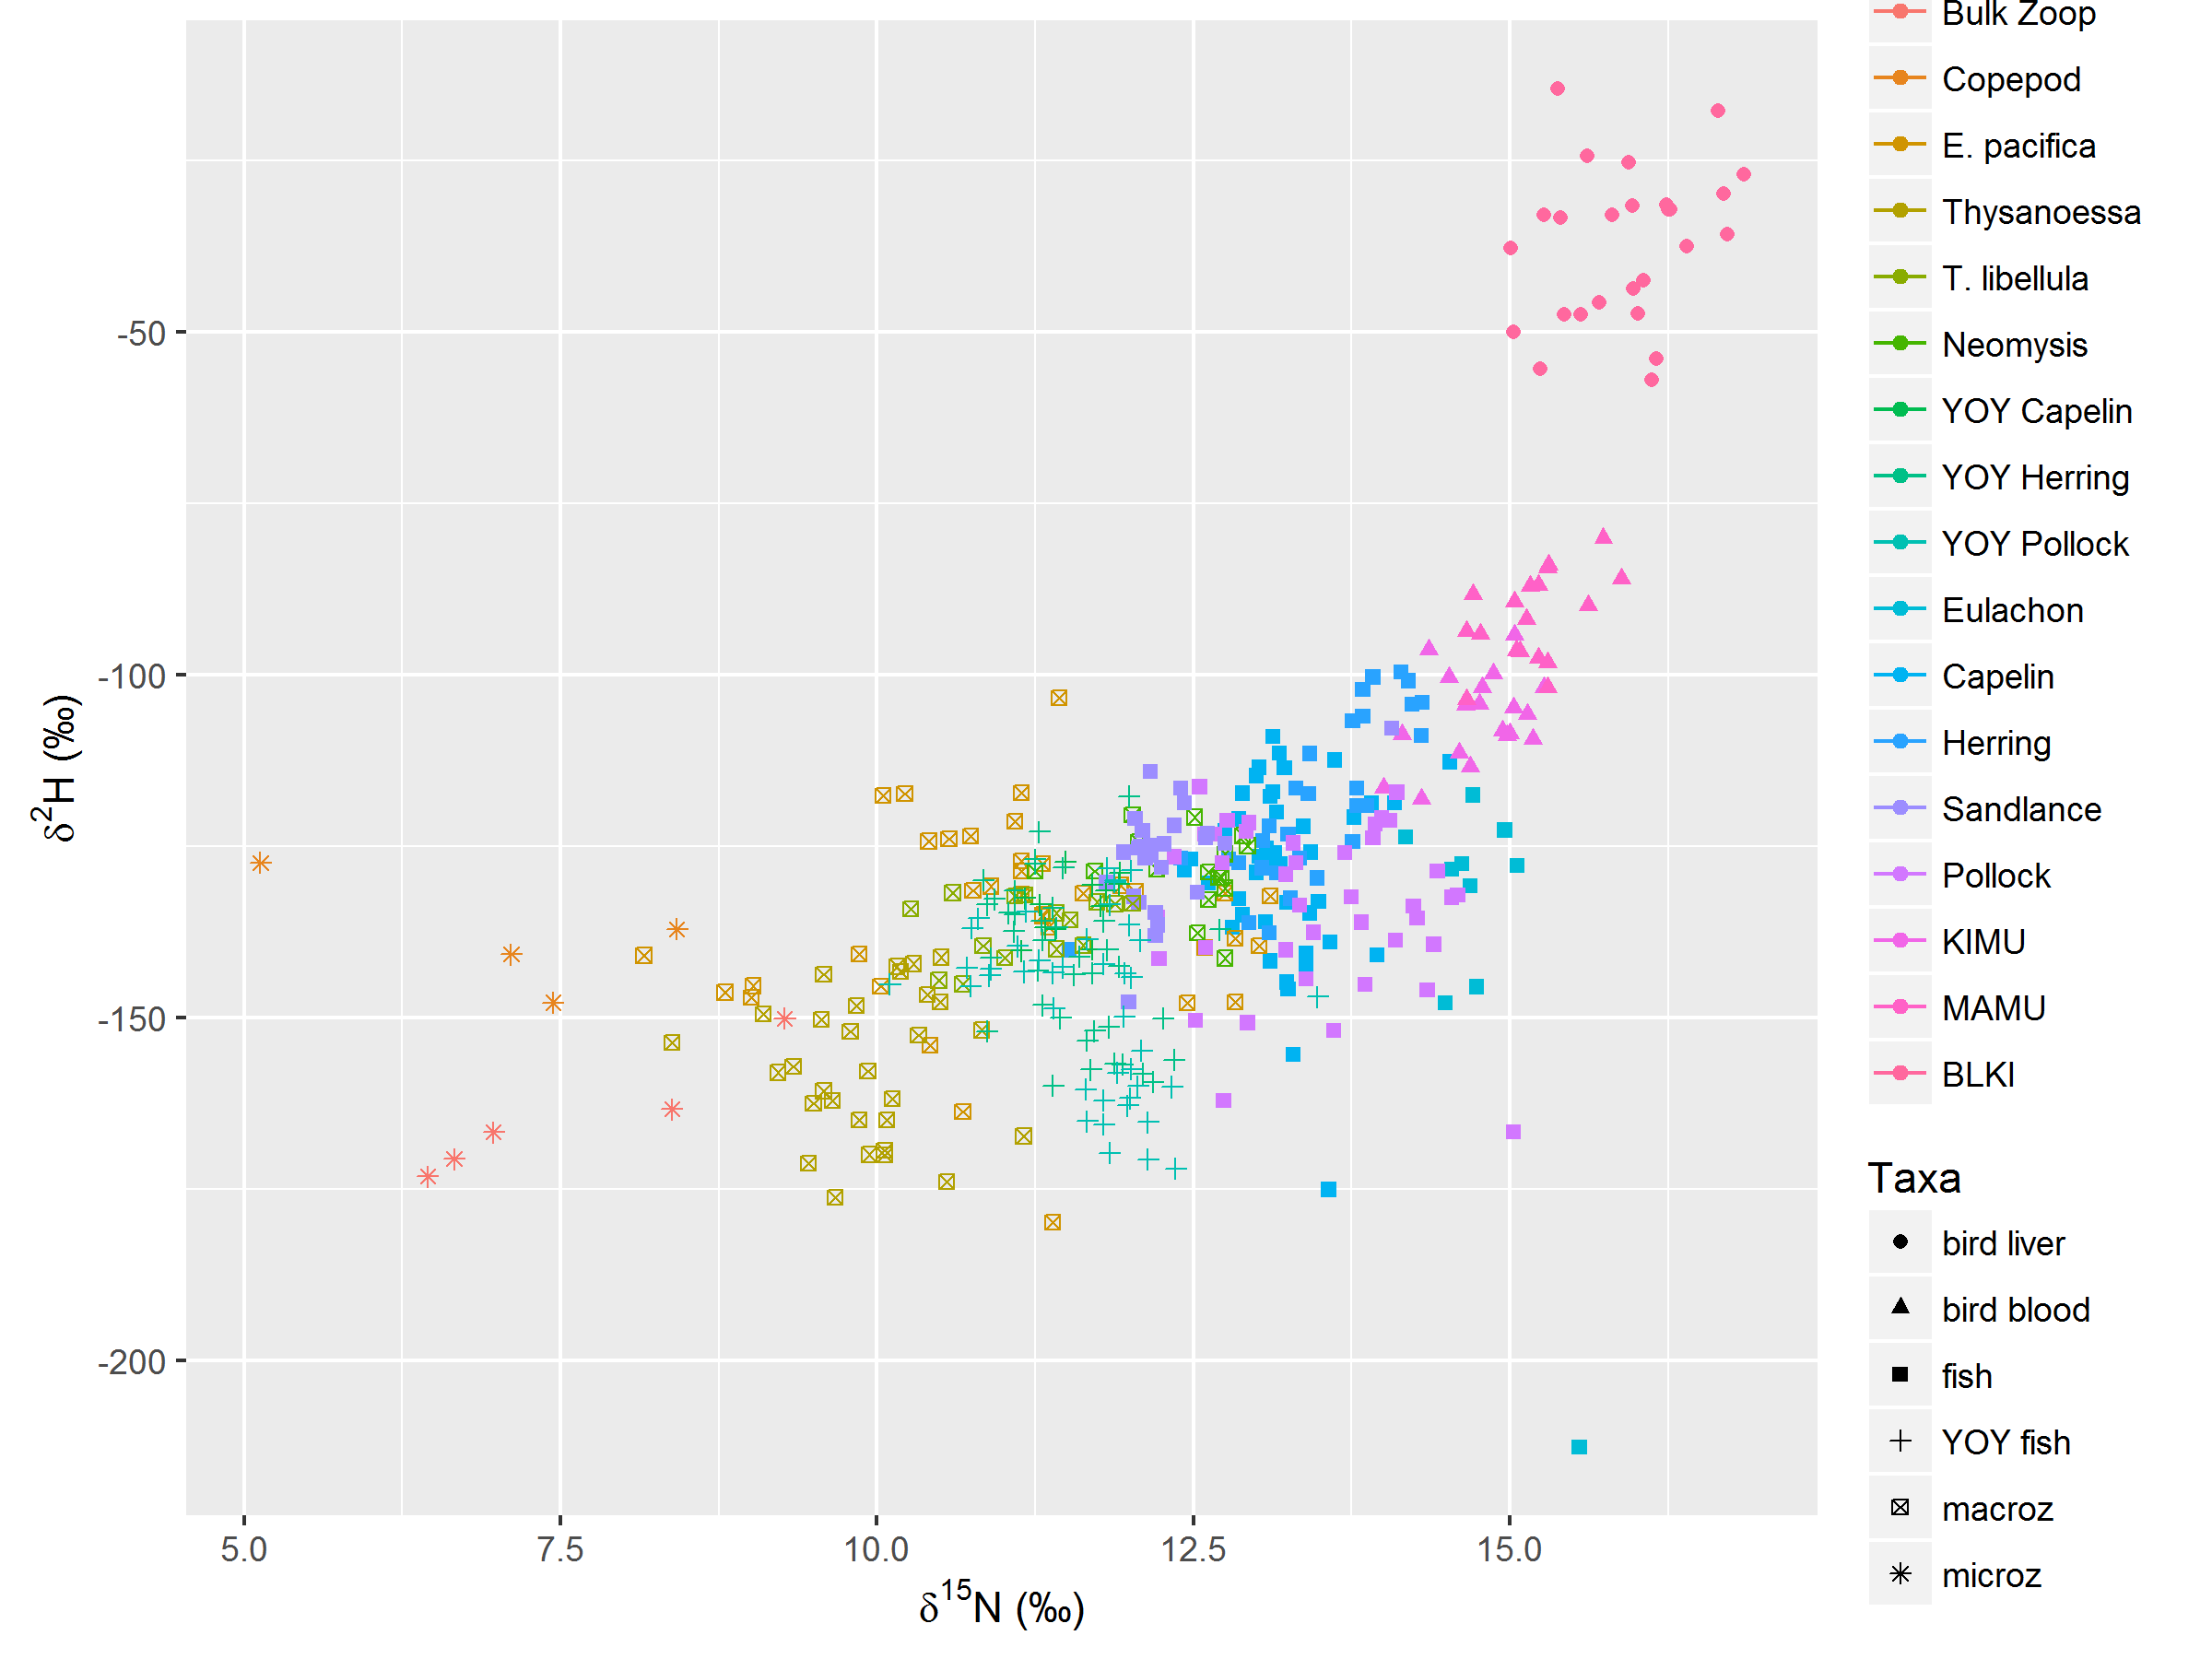 Bulk Zoop
Copepod
E. pacifica
Thysanoessa
T. libellula
Neomysis
YOY Capelin
YOY Herring
YOY Pollock
Eulachon
Capelin
Herring
Sandlance
Pollock
KIMU
MAMU
BLKI
Taxa
bird liver
bird blood
fish
YOY fish
macroz
microz
-50
-100
-150
-200
δ2H (‰)
5.0 7.5 10.0 12.5 15.0
δ15N (‰)